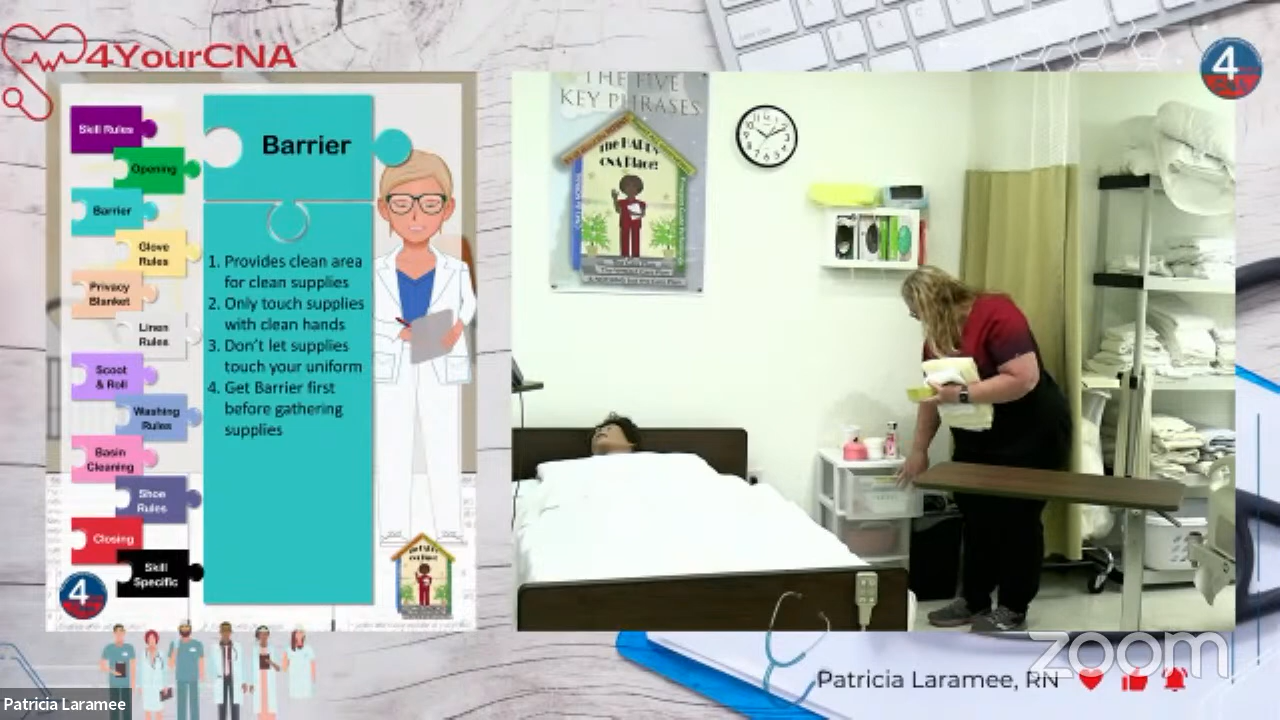 4YourCNA
Skill Rules
Opening
Barrier
Glove
Rules
Privacy
Blanket
Linen
Rules
Scoot
& Roll
Washing
Rules
Basin
Cleaning
Shoe
Rules
Closing
Skill
Specific
4
Barrier
1. Provides clean area
for clean supplies
2. Only touch supplies
with clean hands
3. Don't let supplies
touch your uniform
4. Get Barrier first
before gathering
supplies
THE FIVE
KEY PHRASES
The HAPPY
CNA Place!
4
zoom
Patricia Laramee, RN
Patricia Laramee